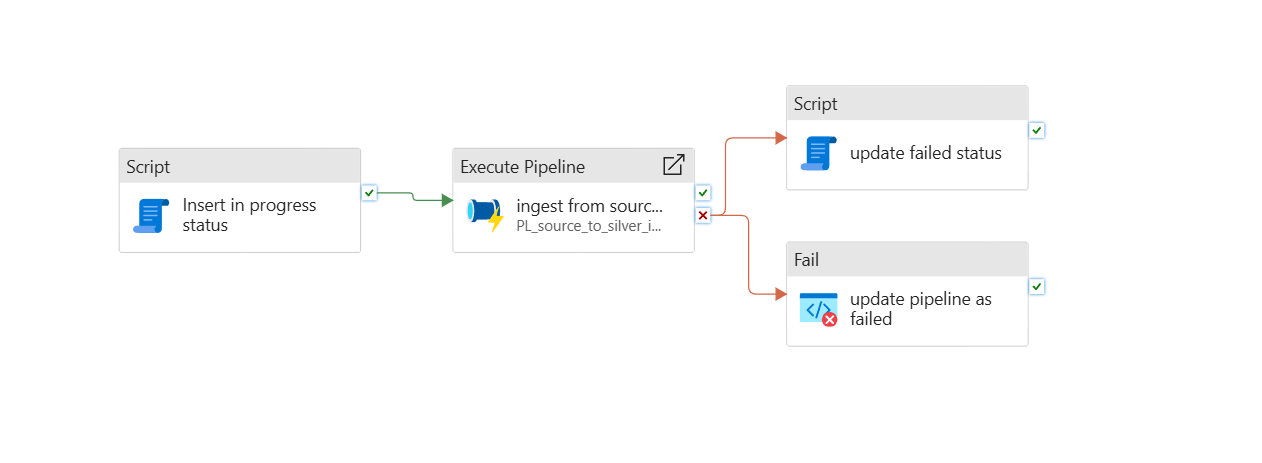 Script
Insert in progress
status
Execute Pipeline
ingest from sourc...
PL_source_to_silver_i...
Script
update failed status
Fail
update pipeline as
failed